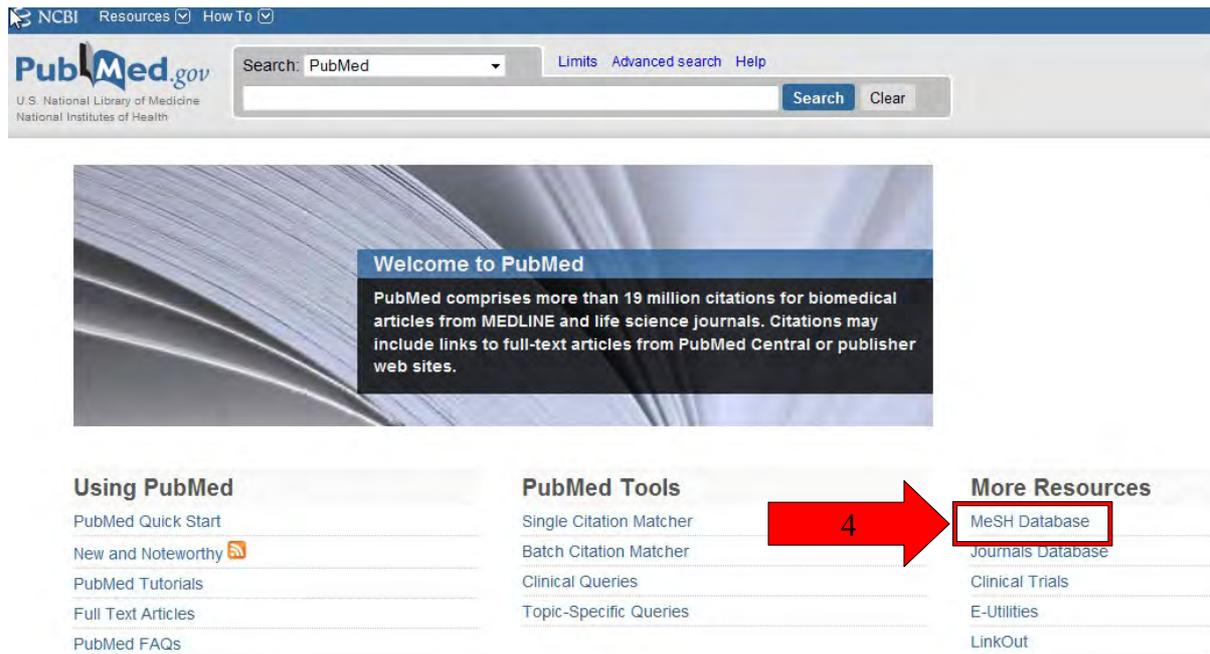 NCBI Resources How To
PubMed.gov
U.S. National Library of Medicine
National Institutes of Health
Search: PubMed
Limits Advanced search Help
Search Clear
Welcome to PubMed
PubMed comprises more than 19 million citations for biomedical
articles from MEDLINE and life science journals. Citations may
include links to full-text articles from PubMed Central or publisher
web sites.
Using PubMed
PubMed Quick Start
New and Noteworthy
PubMed Tutorials
Full Text Articles
PubMed FAQs
PubMed Tools
Single Citation Matcher
Batch Citation Matcher
Clinical Queries
Topic-Specific Queries
4
More Resources
MeSH Database
Journals Database
Clinical Trials
E-Utilities
LinkOut